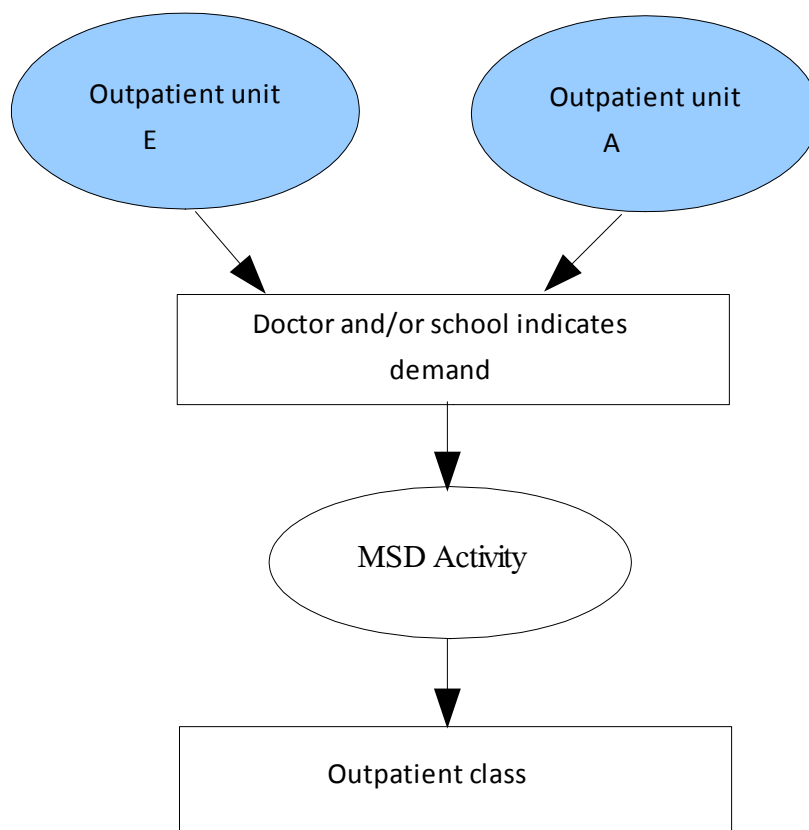 Outpatient unit
E
Outpatient unit
A
Doctor and/or school indicates
demand
MSD Activity
Outpatient class